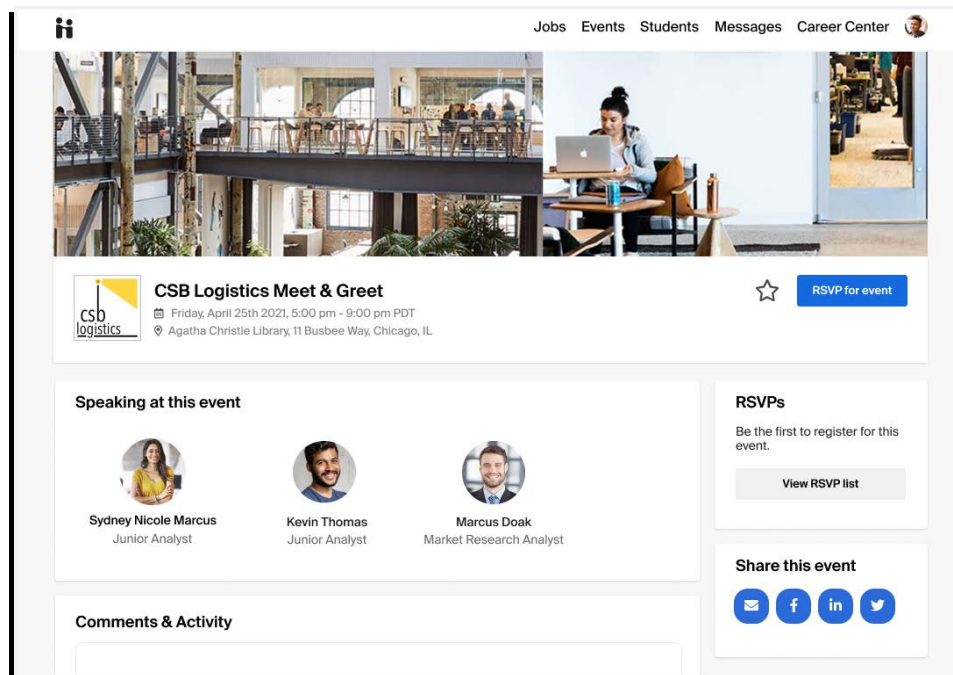 Jobs Events Students Messages Career Center
csb
logistics
CSB Logistics Meet & Greet
Friday, April 25th 2021, 5:00 pm - 9:00 pm PDT
Agatha Christie Library, 11 Busbee Way, Chicago, IL
RSVP for event
Speaking at this event
Sydney Nicole Marcus
Junior Analyst
Kevin Thomas
Junior Analyst
Marcus Doak
Market Research Analyst
RSVPs
Be the first to register for this
event.
View RSVP list
Share this event
Comments & Activity